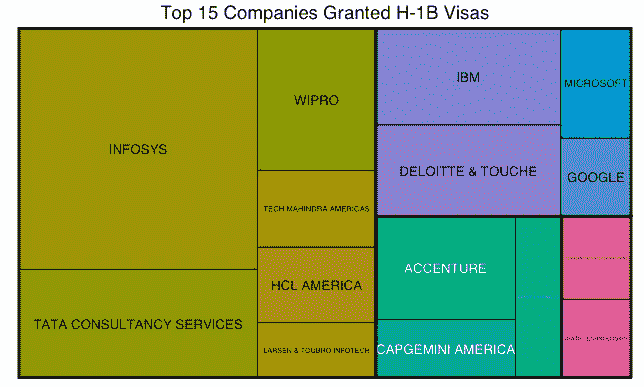 Top 15 Companies Granted H-1B Visas
INFOSYS
TATA CONSULTANCY SERVICES
WIPRO
TECH MAHINDRA AMERICAS
HCL AMERICA
LARSEN & TOUBRO INFOTECH
IBM
DELOITTE & TOUCHE
MICROSOFT
GOOGLE
ACCENTURE
CAPGEMINI AMERICA